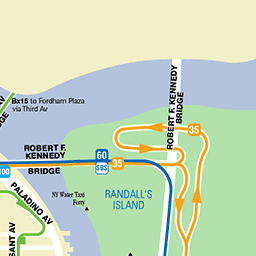 Bx15 to Fordham Plaza
via Third Av
ROBERT F. KENNEDY
BRIDGE
35
ROBERT F.
KENNEDY
BRIDGE
60
SBS
35
100
PALADINO AV
NY Water Taxi
Ferry
RANDALL'S
ISLAND
SANT AV